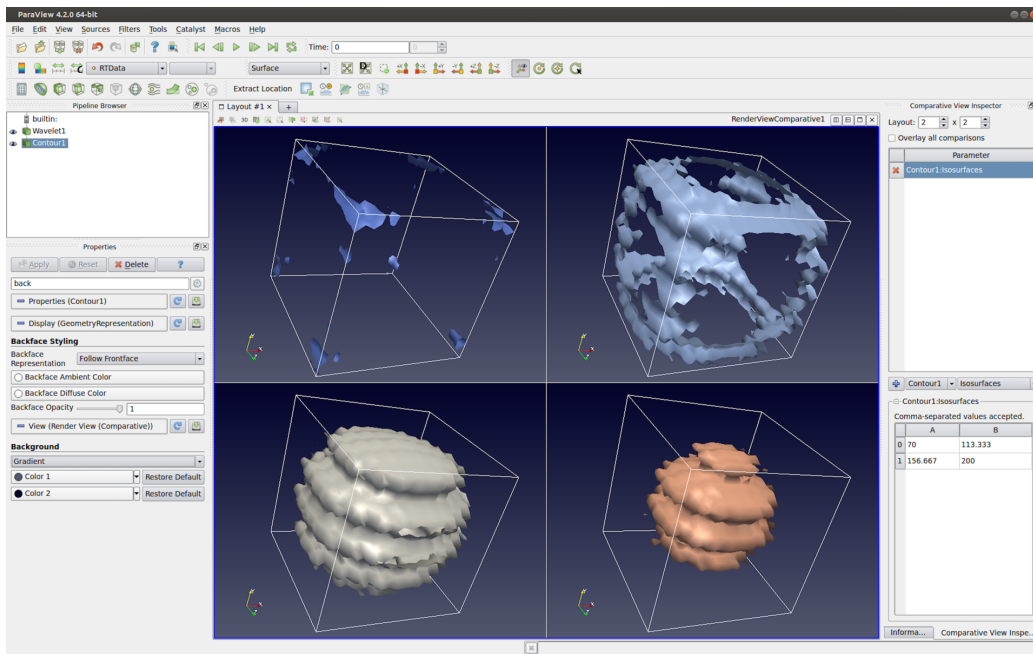 ParaView 4.2.0 64-bit
File Edit View Sources Filters Tools Catalyst Macros Help
Time: 0 0
RTData Surface
Extract Location
Pipeline Browser
builtin:
Wavelet1
Contour1
Properties
Apply Reset Delete ?
back
Properties (Contour1)
Display (GeometryRepresentation)
Backface Styling
Backface Representation Follow Frontface
Backface Ambient Color
Backface Diffuse Color
Backface Opacity 1
View (Render View (Comparative))
Background
Gradient
Color 1 Restore Default
Color 2 Restore Default
Layout #1 × +
3D RenderViewComparative1
Comparative View Inspector
Layout: 2 x 2
Overlay all comparisons
Parameter
Contour1:Isosurfaces
Contour1 Isosurfaces
Contour1:Isosurfaces
Comma-separated values accepted.
A B
0 70 113.333
1 156.667 200
Informa... Comparative View Inspe...